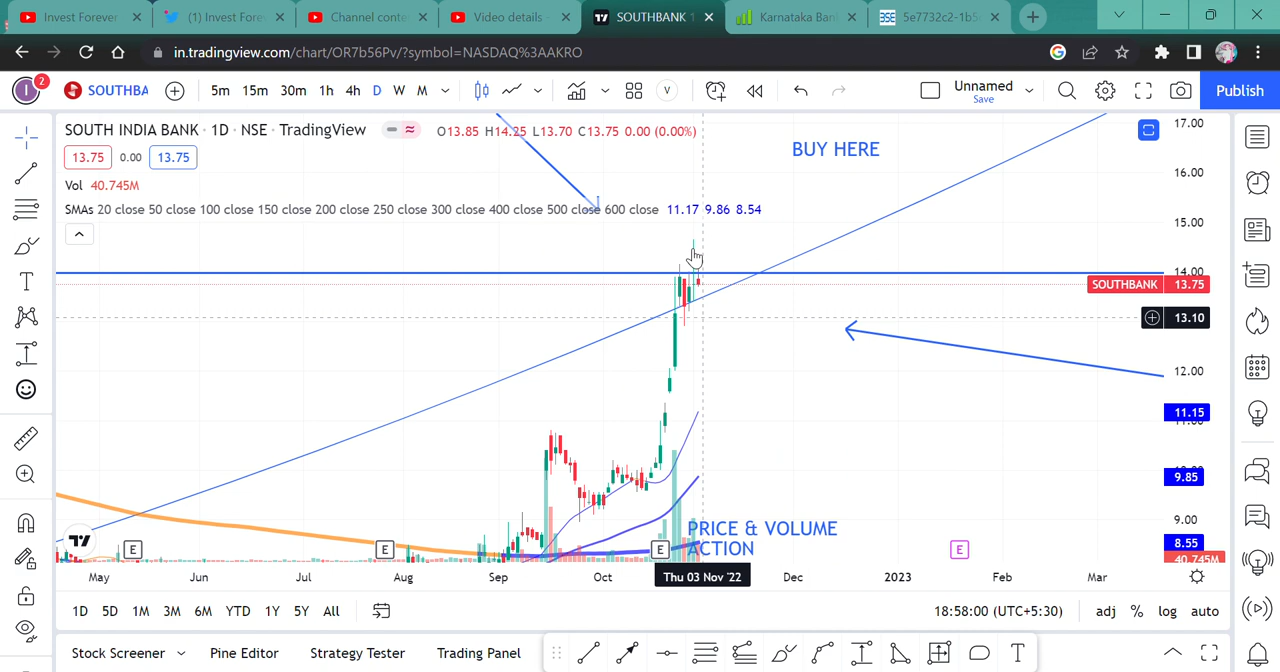 Invest Forever
(1) Invest Fore
Channel conte
Video details -
SOUTHBANK 1
Karnataka Ban
BSE
5e7732c2-1b5
in.tradingview.com/chart/OR7b56Pv/?symbol=NASDAQ%3AAKRO
I
2
SOUTHBA
5m 15m 30m 1h 4h D W M
V
Unnamed
Save
Publish
SOUTH INDIA BANK · 1D · NSE · TradingView
O13.85 H14.25 L13.70 C13.75 0.00 (0.00%)
13.75 0.00 13.75
Vol 40.745M
SMAs 20 close 50 close 100 close 150 close 200 close 250 close 300 close 400 close 500 close 600 close 11.17 9.86 8.54
BUY HERE
17.00
16.00
15.00
14.00
SOUTHBANK 13.75
13.10
12.00
11.15
9.85
9.00
8.55
40.745M
PRICE & VOLUME
ACTION
E
E
E
E
May Jun Jul Aug Sep Oct Thu 03 Nov '22 Dec 2023 Feb Mar
1D 5D 1M 3M 6M YTD 1Y 5Y All
18:58:00 (UTC+5:30) adj % log auto
Stock Screener Pine Editor Strategy Tester Trading Panel
T